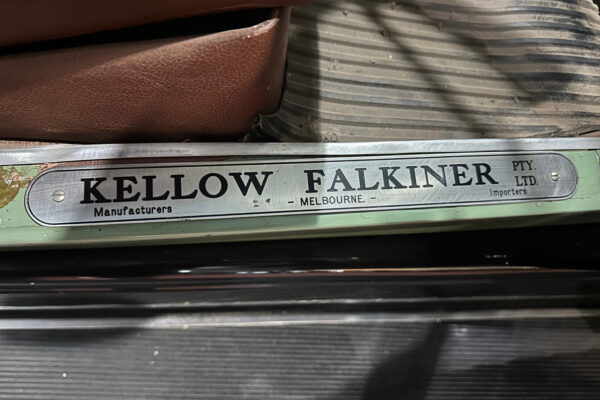 KELLOW FALKINER PTY. LTD.
Manufacturers - MELBOURNE. - Importers